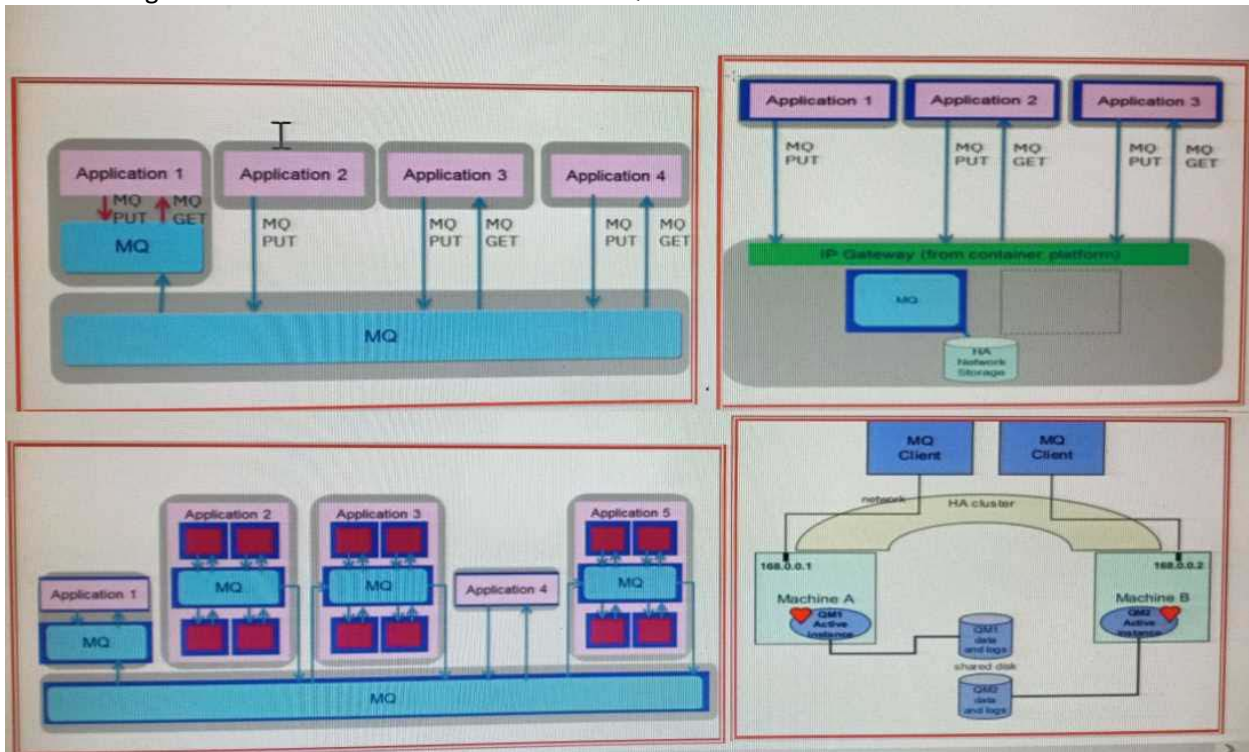 Application 1
Application 2
Application 3
Application 4
MQ PUT
MQ GET
MQ
MQ PUT
MQ PUT
MQ GET
MQ PUT
MQ GET
MQ
Application 1
Application 2
Application 3
MQ PUT
MQ PUT
MQ GET
MQ PUT
MQ GET
IP Gateway (from container platform)
MQ
HA
Network
Storage
Application 2
Application 3
Application 5
Application 1
MQ
MQ
MQ
Application 4
MQ
MQ
MQ
Client
MQ
Client
network
HA cluster
168.0.0.1
168.0.0.2
Machine A
Machine B
QM1
Active
instance
QM2
Active
instance
QM1
data
and logs
shared disk
QM2
data
and logs